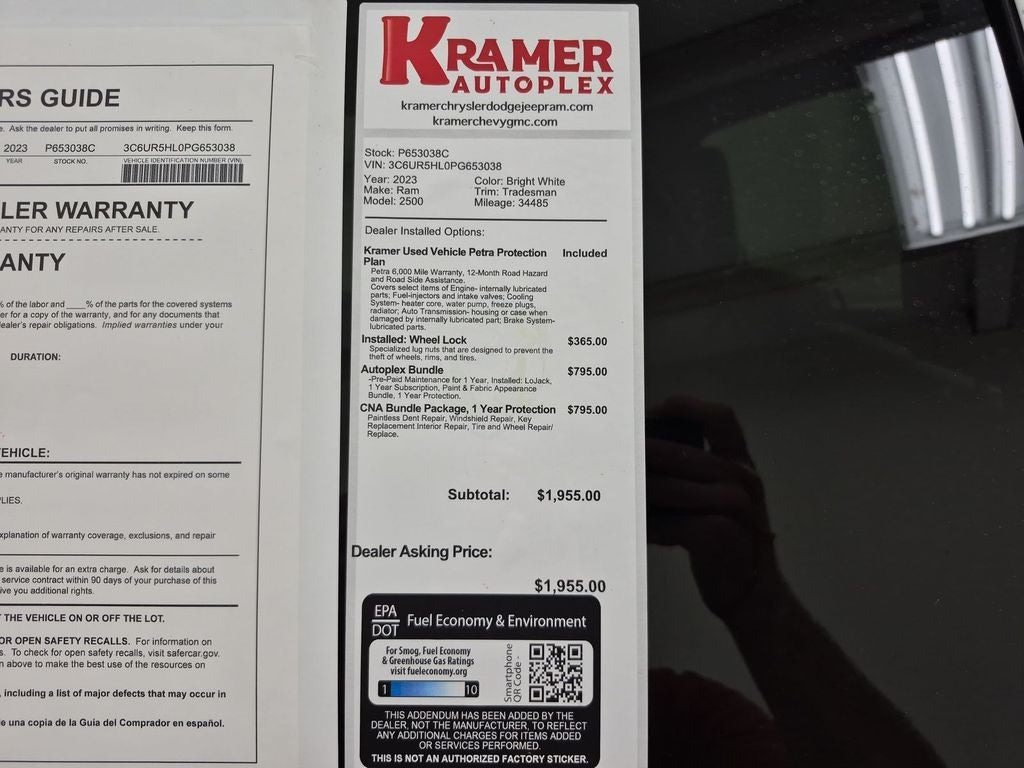 RS GUIDE
e. Ask the dealer to put all promises in writing. Keep this form.
2023 P653038C 3C6UR5HL0PG653038
YEAR STOCK NO. VEHICLE IDENTIFICATION NUMBER (VIN)
LER WARRANTY
ANTY FOR ANY REPAIRS AFTER SALE.
ANTY
% of the labor and ____% of the parts for the covered systems
er for a copy of the warranty, and for any documents that
ealer's repair obligations. Implied warranties under your
DURATION:
EHICLE:
e manufacturer's original warranty has not expired on some
LIES.
xplanation of warranty coverage, exclusions, and repair
e is available for an extra charge. Ask for details about
service contract within 90 days of your purchase of this
ive you additional rights.
T THE VEHICLE ON OR OFF THE LOT.
OR OPEN SAFETY RECALLS. For information on
s. To check for open safety recalls, visit safercar.gov.
n above to make the best use of the resources on
, including a list of major defects that may occur in
e una copia de la Guia del Comprador en español.
KRAMER
AUTOPLEX
kramerchryslerdodgejeepram.com
kramerchevygmc.com
Stock: P653038C
VIN: 3C6UR5HL0PG653038
Year: 2023 Color: Bright White
Make: Ram Trim: Tradesman
Model: 2500 Mileage: 34485
Dealer Installed Options:
Kramer Used Vehicle Petra Protection Included
Plan
Petra 6,000 Mile Warranty, 12-Month Road Hazard
and Road Side Assistance.
Covers select items of Engine- internally lubricated
parts; Fuel-injectors and intake valves; Cooling
System- heater core, water pump, freeze plugs,
radiator; Auto Transmission- housing or case when
damaged by internally lubricated part; Brake System-
lubricated parts.
Installed: Wheel Lock $365.00
Specialized lug nuts that are designed to prevent the
theft of wheels, rims, and tires.
Autoplex Bundle $795.00
-Pre-Paid Maintenance for 1 Year, Installed: LoJack,
1 Year Subscription, Paint & Fabric Appearance
Bundle, 1 Year Protection.
CNA Bundle Package, 1 Year Protection $795.00
Paintless Dent Repair, Windshield Repair, Key
Replacement Interior Repair, Tire and Wheel Repair/
Replace.
Subtotal: $1,955.00
Dealer Asking Price:
$1,955.00
EPA
DOT Fuel Economy & Environment
For Smog, Fuel Economy
& Greenhouse Gas Ratings
visit fueleconomy.org
1 10
Smartphone
QR Code -
THIS ADDENDUM HAS BEEN ADDED BY THE
DEALER, NOT THE MANUFACTURER, TO REFLECT
ANY ADDITIONAL CHARGES FOR ITEMS ADDED
OR SERVICES PERFORMED.
THIS IS NOT AN AUTHORIZED FACTORY STICKER.